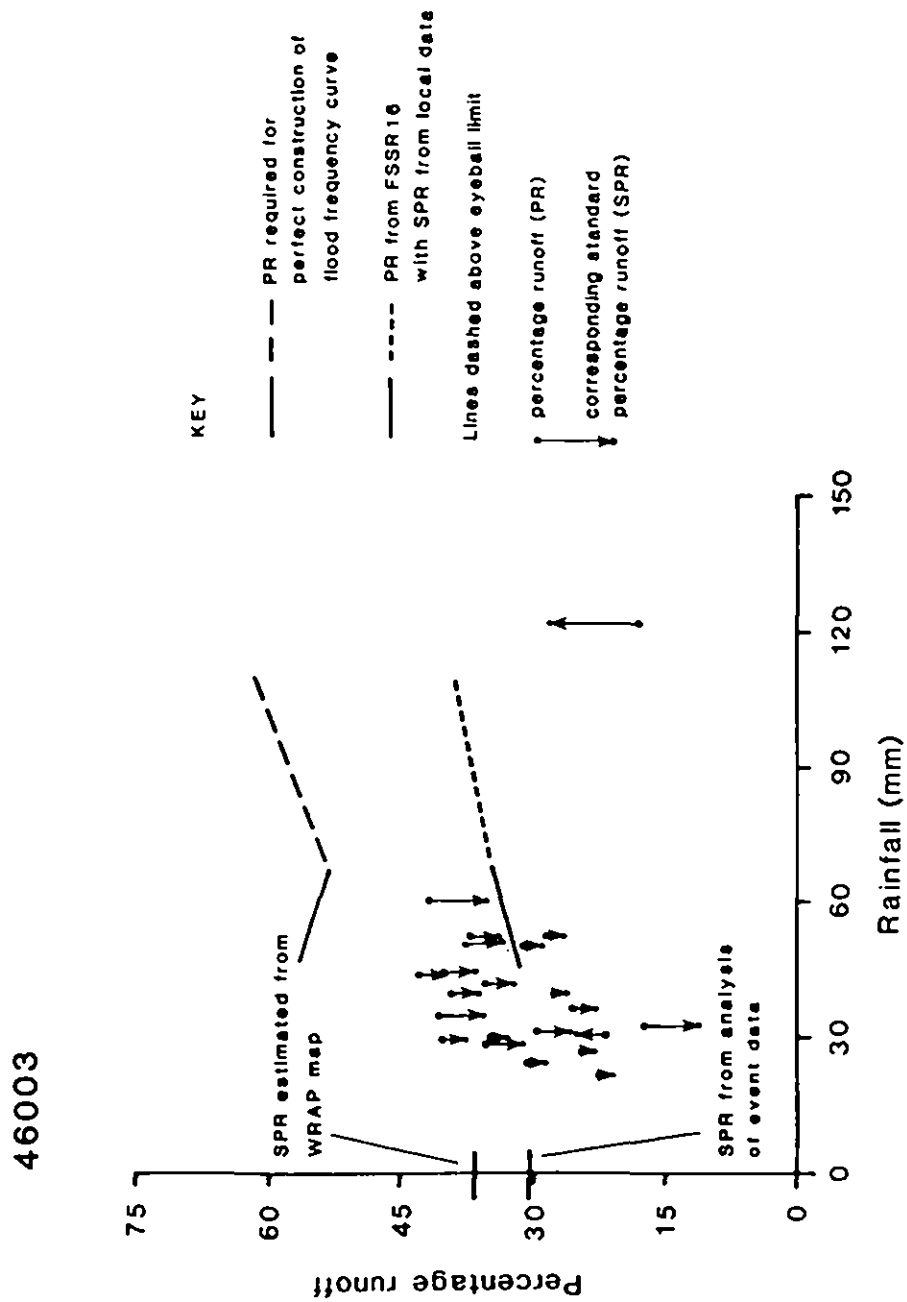 46003
Percentage runoff
75
60
45
30
15
0
SPR estimated from
WRAP map
SPR from analysis
of event data
0
30
60
90
120
150
Rainfall (mm)
KEY
PR required for
perfect construction of
flood frequency curve
PR from FSSR16
with SPR from local data
Lines dashed above eyeball limit
percentage runoff (PR)
corresponding standard
percentage runoff (SPR)